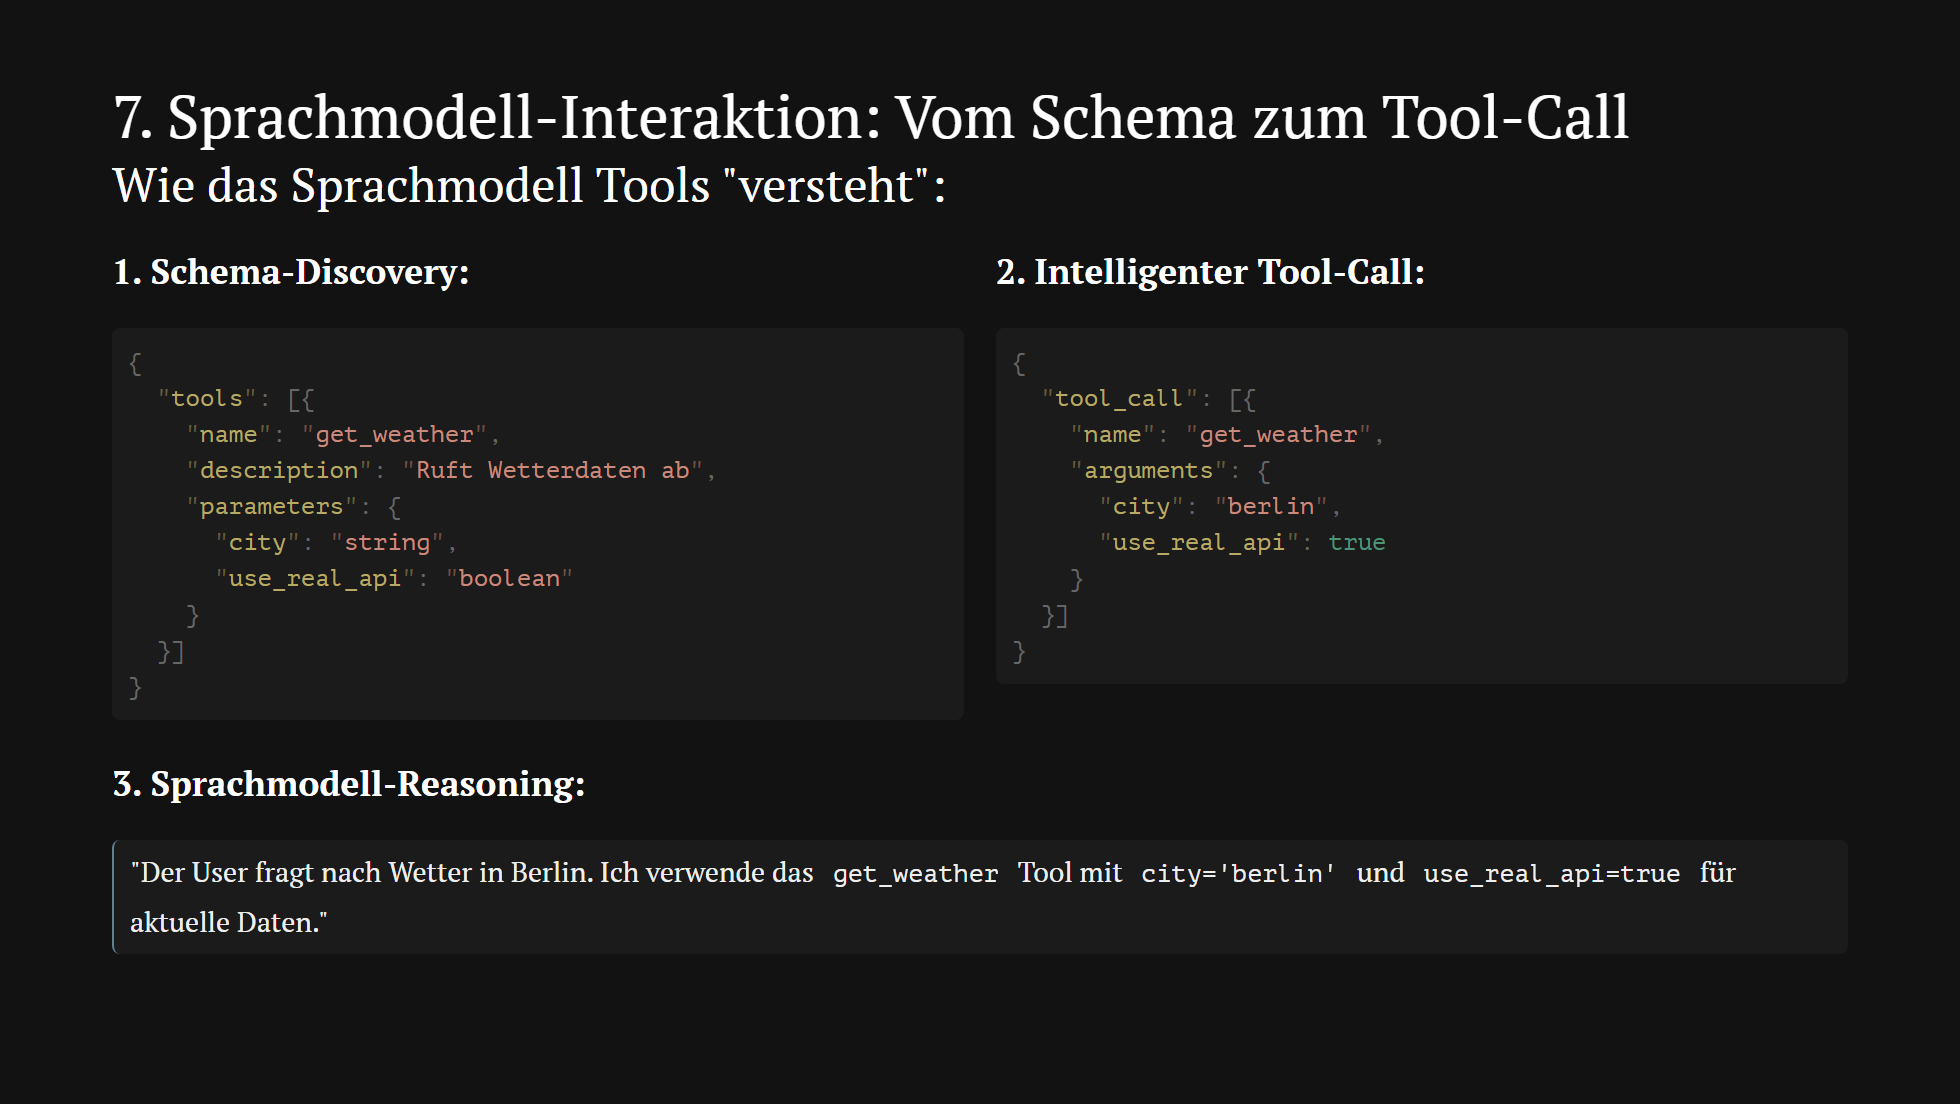 7. Sprachmodell-Interaktion: Vom Schema zum Tool-Call
Wie das Sprachmodell Tools "versteht":
1. Schema-Discovery:
{
  "tools": [{
    "name": "get_weather",
    "description": "Ruft Wetterdaten ab",
    "parameters": {
      "city": "string",
      "use_real_api": "boolean"
    }
  }]
}
2. Intelligenter Tool-Call:
{
  "tool_call": [{
    "name": "get_weather",
    "arguments": {
      "city": "berlin",
      "use_real_api": true
    }
  }]
}
3. Sprachmodell-Reasoning:
"Der User fragt nach Wetter in Berlin. Ich verwende das get_weather Tool mit city='berlin' und use_real_api=true für
aktuelle Daten."